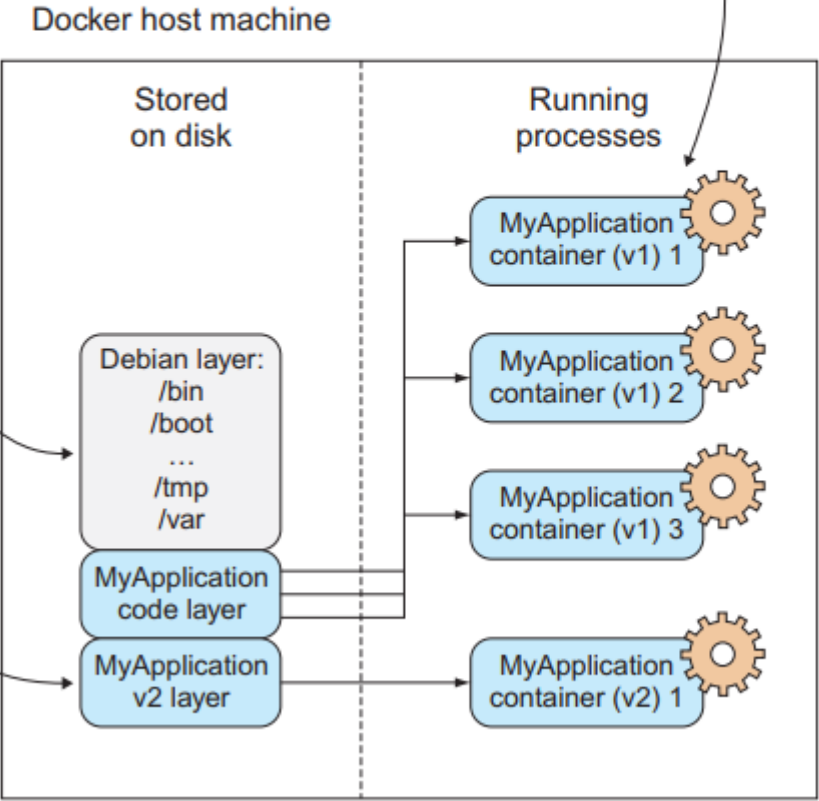 Docker host machine
Stored
on disk
Running
processes
Debian layer:
/bin
/boot
…
/tmp
/var
MyApplication
code layer
MyApplication
v2 layer
MyApplication
container (v1) 1
MyApplication
container (v1) 2
MyApplication
container (v1) 3
MyApplication
container (v2) 1